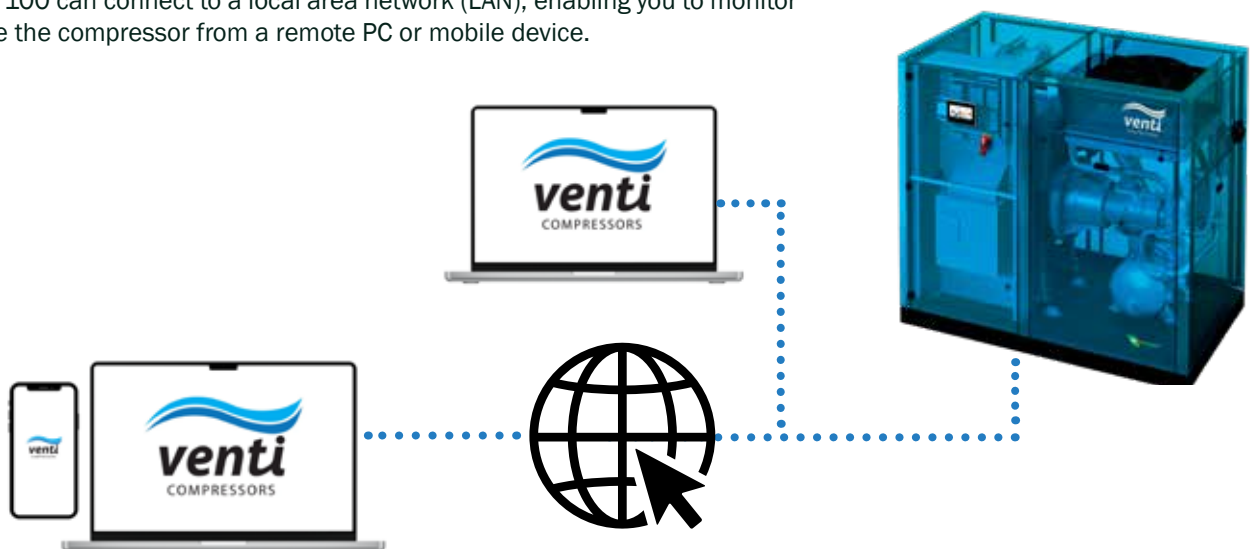 100 can connect to a local area network (LAN), enabling you to monitor
e the compressor from a remote PC or mobile device.
venti
venti
COMPRESSORS
venti
venti
COMPRESSORS